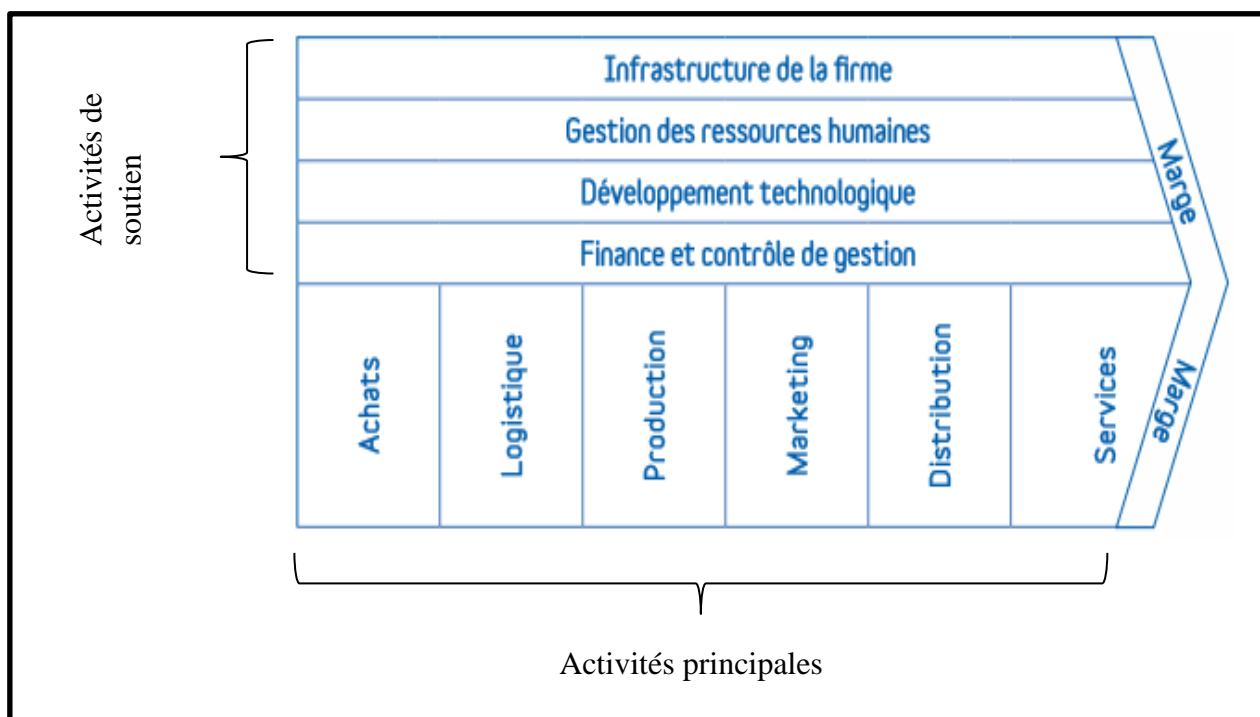 Activités de
soutien
Infrastructure de la firme
Gestion des ressources humaines
Développement technologique
Finance et contrôle de gestion
Marge
Achats
Logistique
Production
Marketing
Distribution
Services
Marge
Activités principales